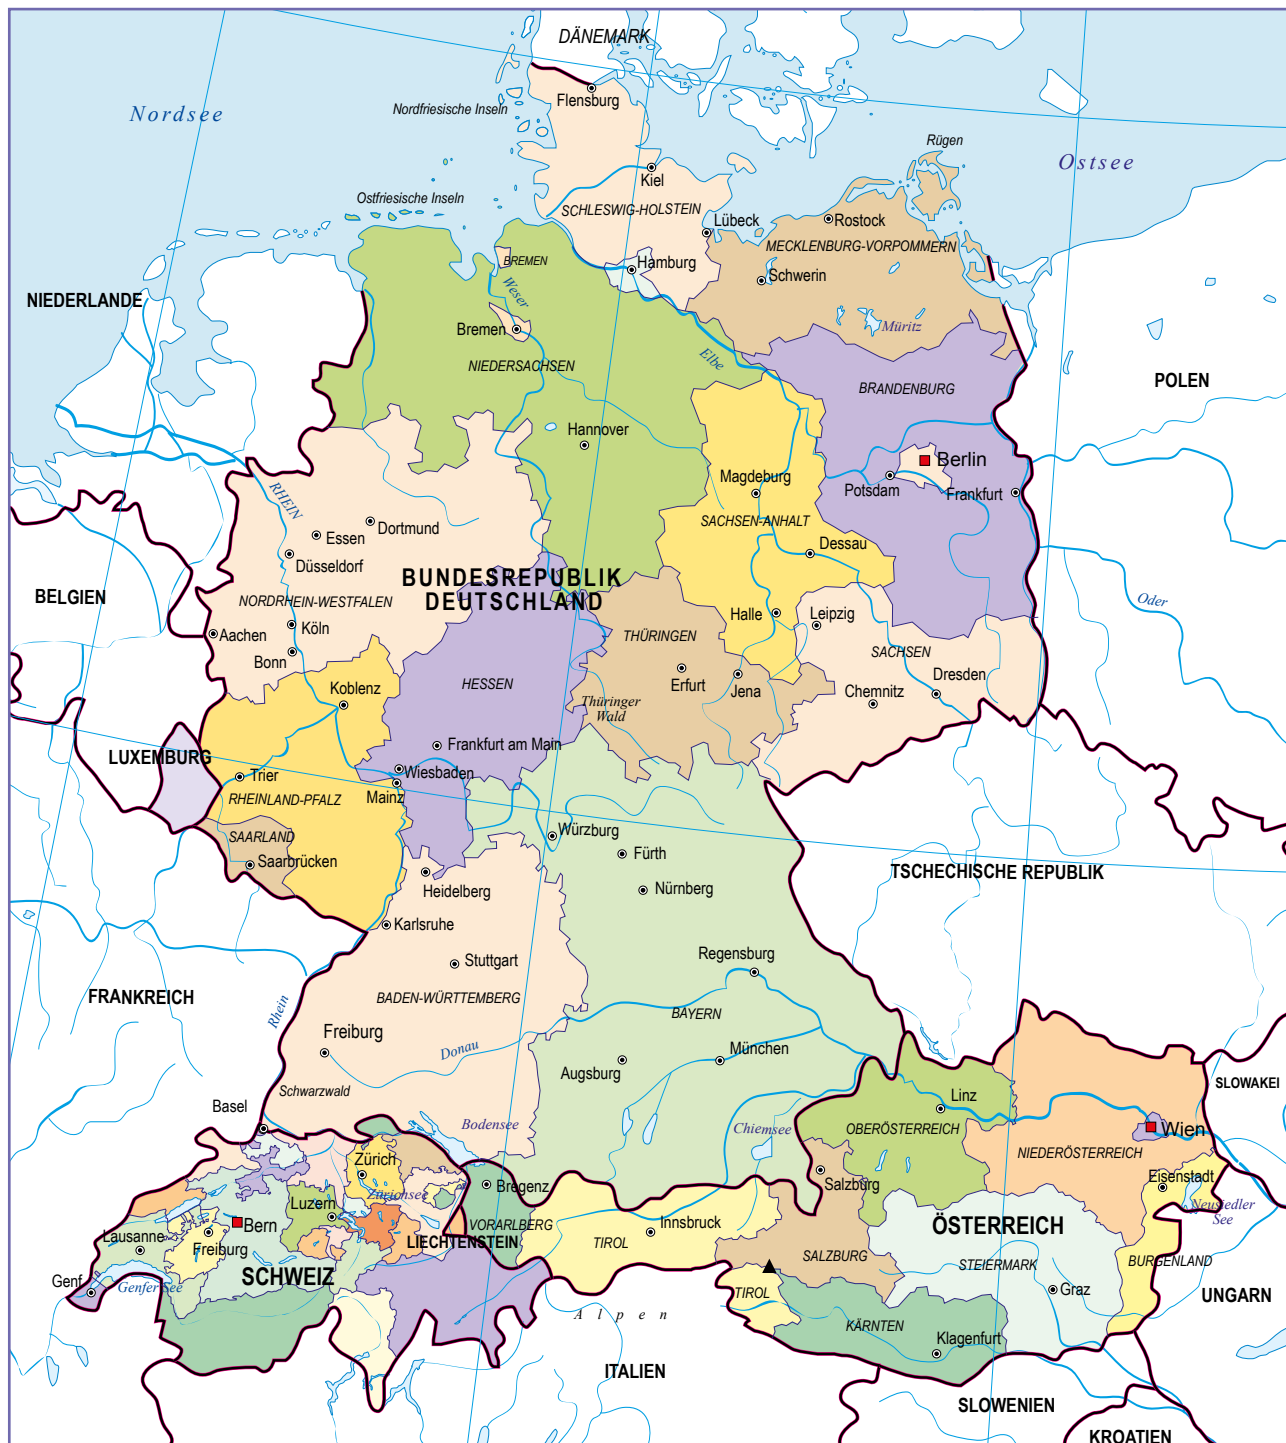 DÄNEMARK
Flensburg
Nordfriesische Inseln
Nordsee
Rügen
Ostsee
Kiel
Ostfriesische Inseln
SCHLESWIG-HOLSTEIN
Lübeck
Rostock
MECKLENBURG-VORPOMMERN
BREMEN
Hamburg
Schwerin
Weser
NIEDERLANDE
Bremen
Müritz
Elbe
NIEDERSACHSEN
BRANDENBURG
POLEN
Hannover
Berlin
Magdeburg
Potsdam
Frankfurt
RHEIN
SACHSEN-ANHALT
Dortmund
Essen
Dessau
Düsseldorf
BUNDESREPUBLIK
DEUTSCHLAND
BELGIEN
NORDRHEIN-WESTFALEN
Oder
Halle
Leipzig
Köln
Aachen
THÜRINGEN
SACHSEN
Bonn
HESSEN
Erfurt
Jena
Dresden
Koblenz
Chemnitz
Thüringer
Wald
LUXEMBURG
Frankfurt am Main
Trier
Wiesbaden
Mainz
RHEINLAND-PFALZ
SAARLAND
Würzburg
Saarbrücken
Fürth
TSCHECHISCHE REPUBLIK
Heidelberg
Nürnberg
Karlsruhe
Stuttgart
Regensburg
FRANKREICH
BADEN-WÜRTTEMBERG
Rhein
BAYERN
Freiburg
Donau
München
Augsburg
Schwarzwald
SLOWAKEI
Linz
Basel
Bodensee
Chiemsee
OBERÖSTERREICH
Wien
NIEDERÖSTERREICH
Zürich
Bregenz
Salzburg
Eisenstadt
Zürichsee
Luzern
Neusiedler
See
Bern
VORARLBERG
Innsbruck
ÖSTERREICH
Lausanne
Freiburg
LIECHTENSTEIN
TIROL
SALZBURG
STEIERMARK
BURGENLAND
SCHWEIZ
Genf
Genfer See
TIROL
Graz
UNGARN
Alpen
KÄRNTEN
Klagenfurt
ITALIEN
SLOWENIEN
KROATIEN